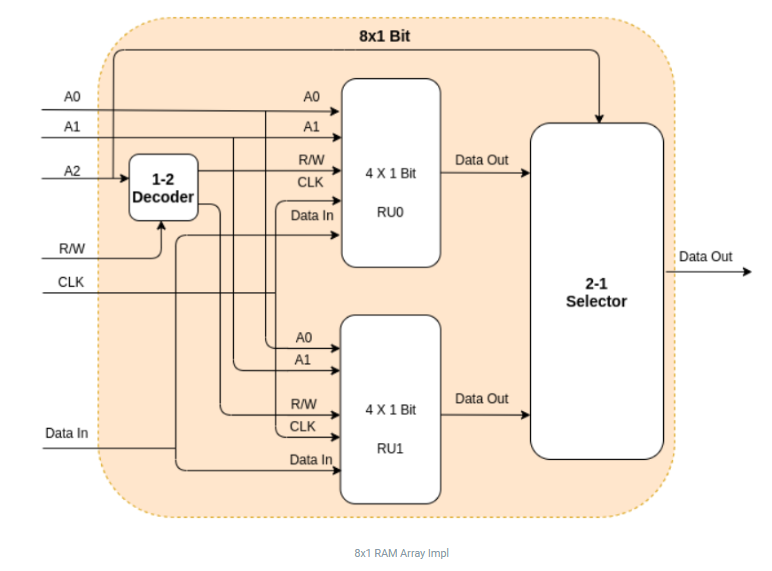 8x1 Bit
A0
A1
A2
R/W
CLK
Data In
1-2
Decoder
A0
A1
R/W
CLK
Data In
4 X 1 Bit
RU0
Data Out
A0
A1
R/W
CLK
Data In
4 X 1 Bit
RU1
Data Out
2-1
Selector
Data Out
8x1 RAM Array Impl